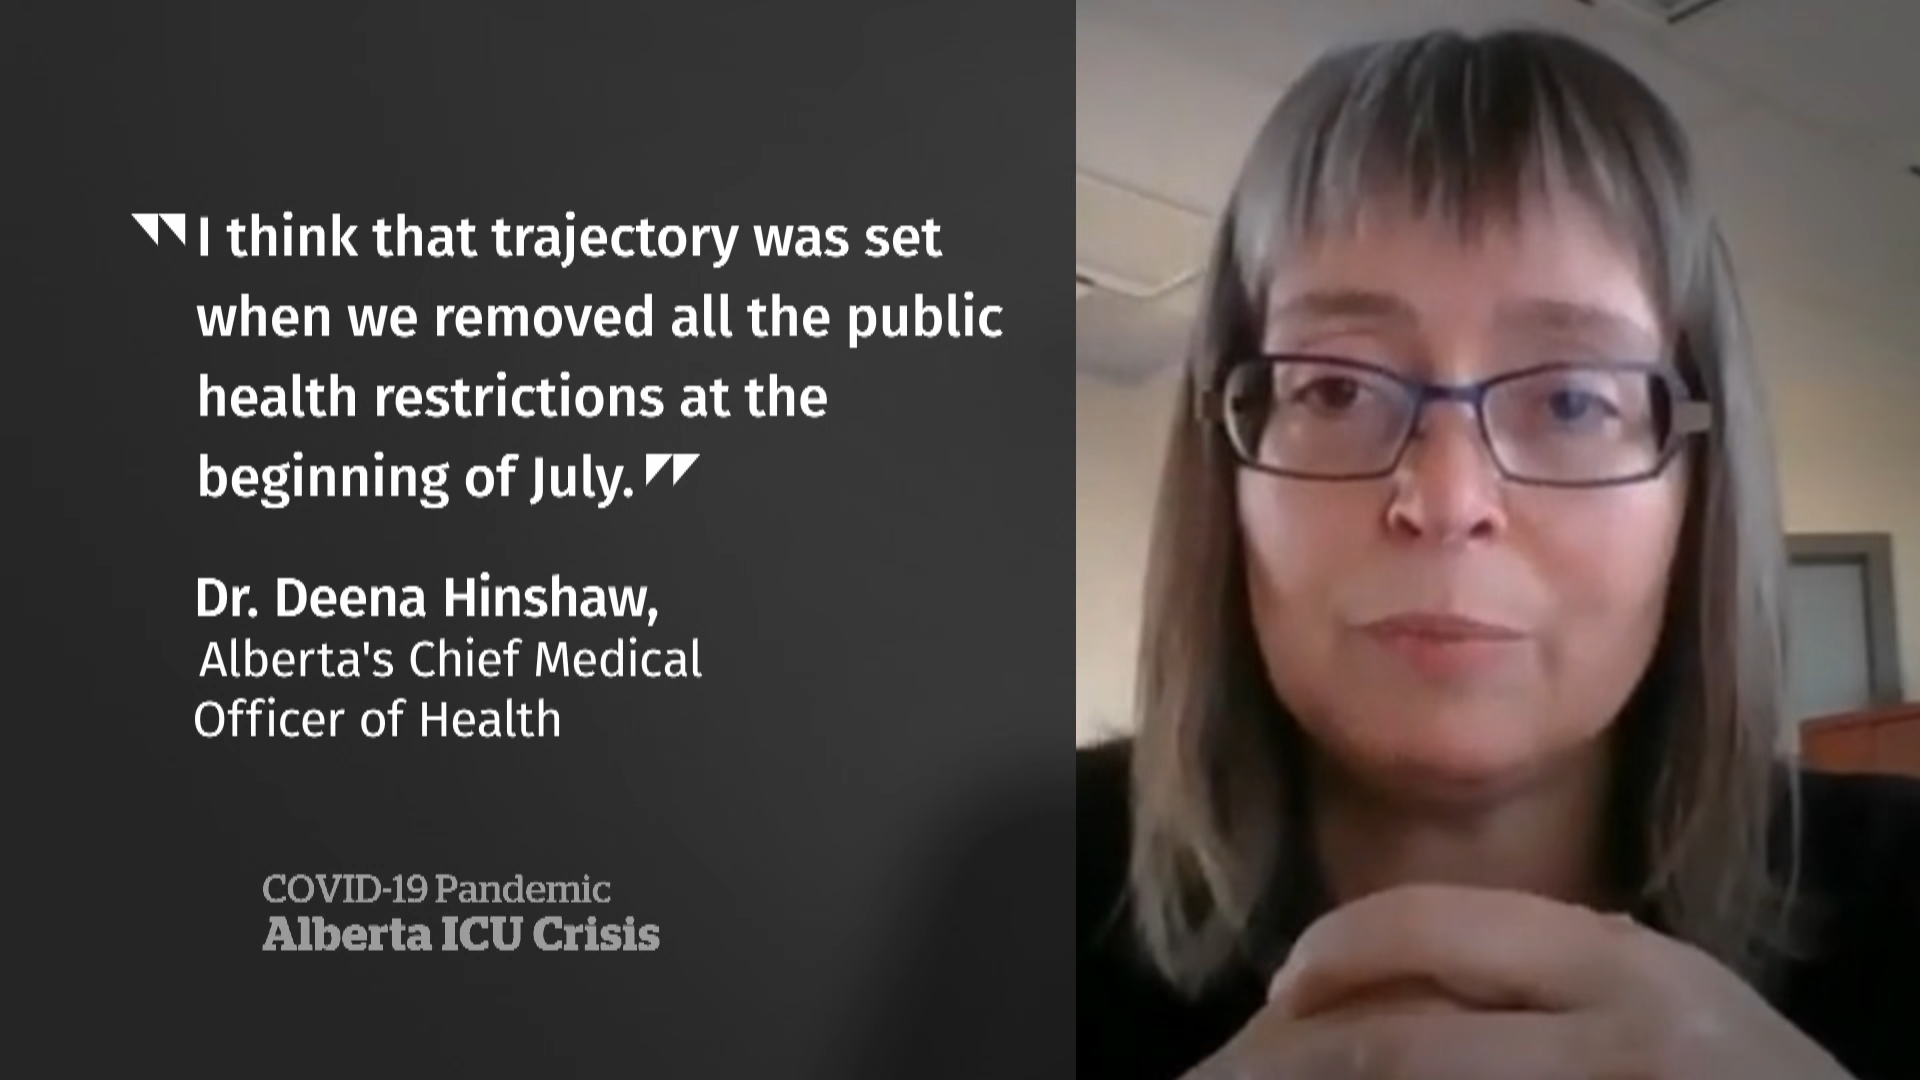 "I think that trajectory was set
when we removed all the public
health restrictions at the
beginning of July."
Dr. Deena Hinshaw,
Alberta's Chief Medical
Officer of Health
COVID-19 Pandemic
Alberta ICU Crisis